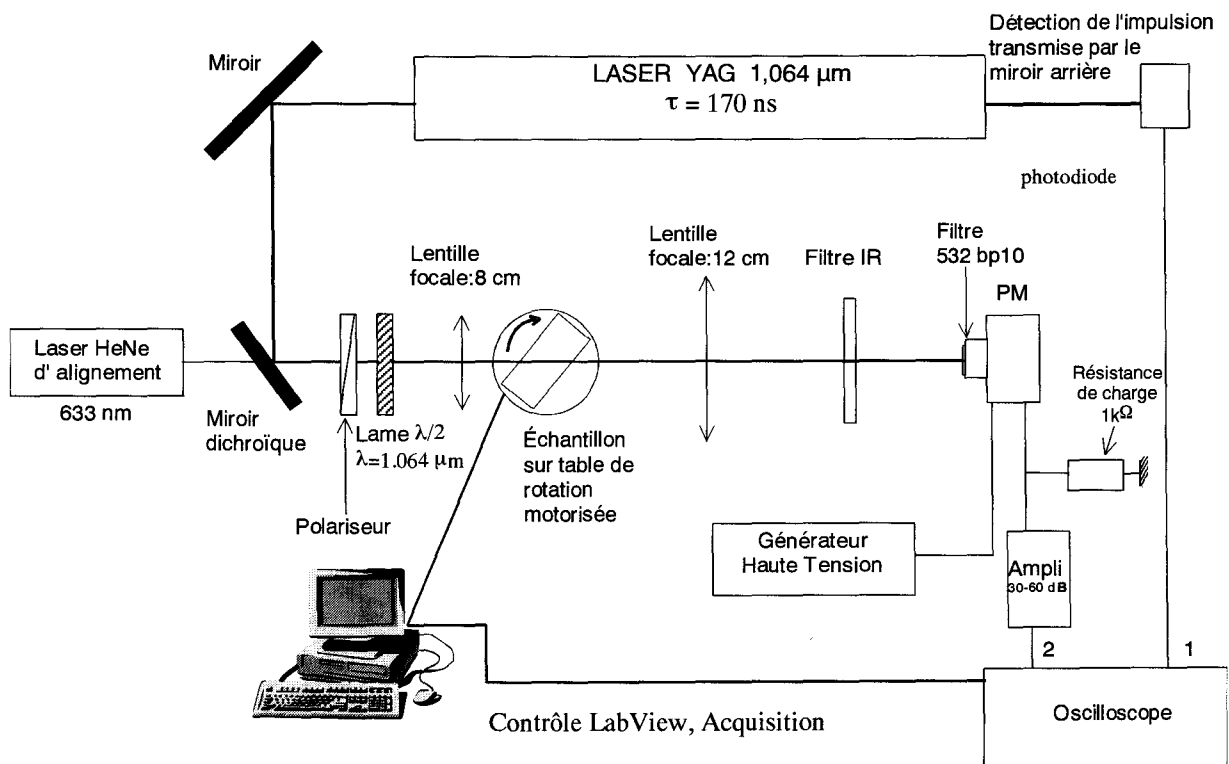 Détection de l'impulsion
transmise par le
miroir arrière
Miroir
LASER YAG 1,064 µm
τ = 170 ns
photodiode
Lentille
focale:8 cm
Lentille
focale:12 cm
Filtre IR
Filtre
532 bp10
PM
Laser HeNe
d' alignement
633 nm
Miroir
dichroïque
Lame λ/2
λ=1.064 µm
Polariseur
Échantillon
sur table de
rotation
motorisée
Résistance
de charge
1kΩ
Générateur
Haute Tension
Ampli
30-60 dB
2
1
Oscilloscope
Contrôle LabView, Acquisition